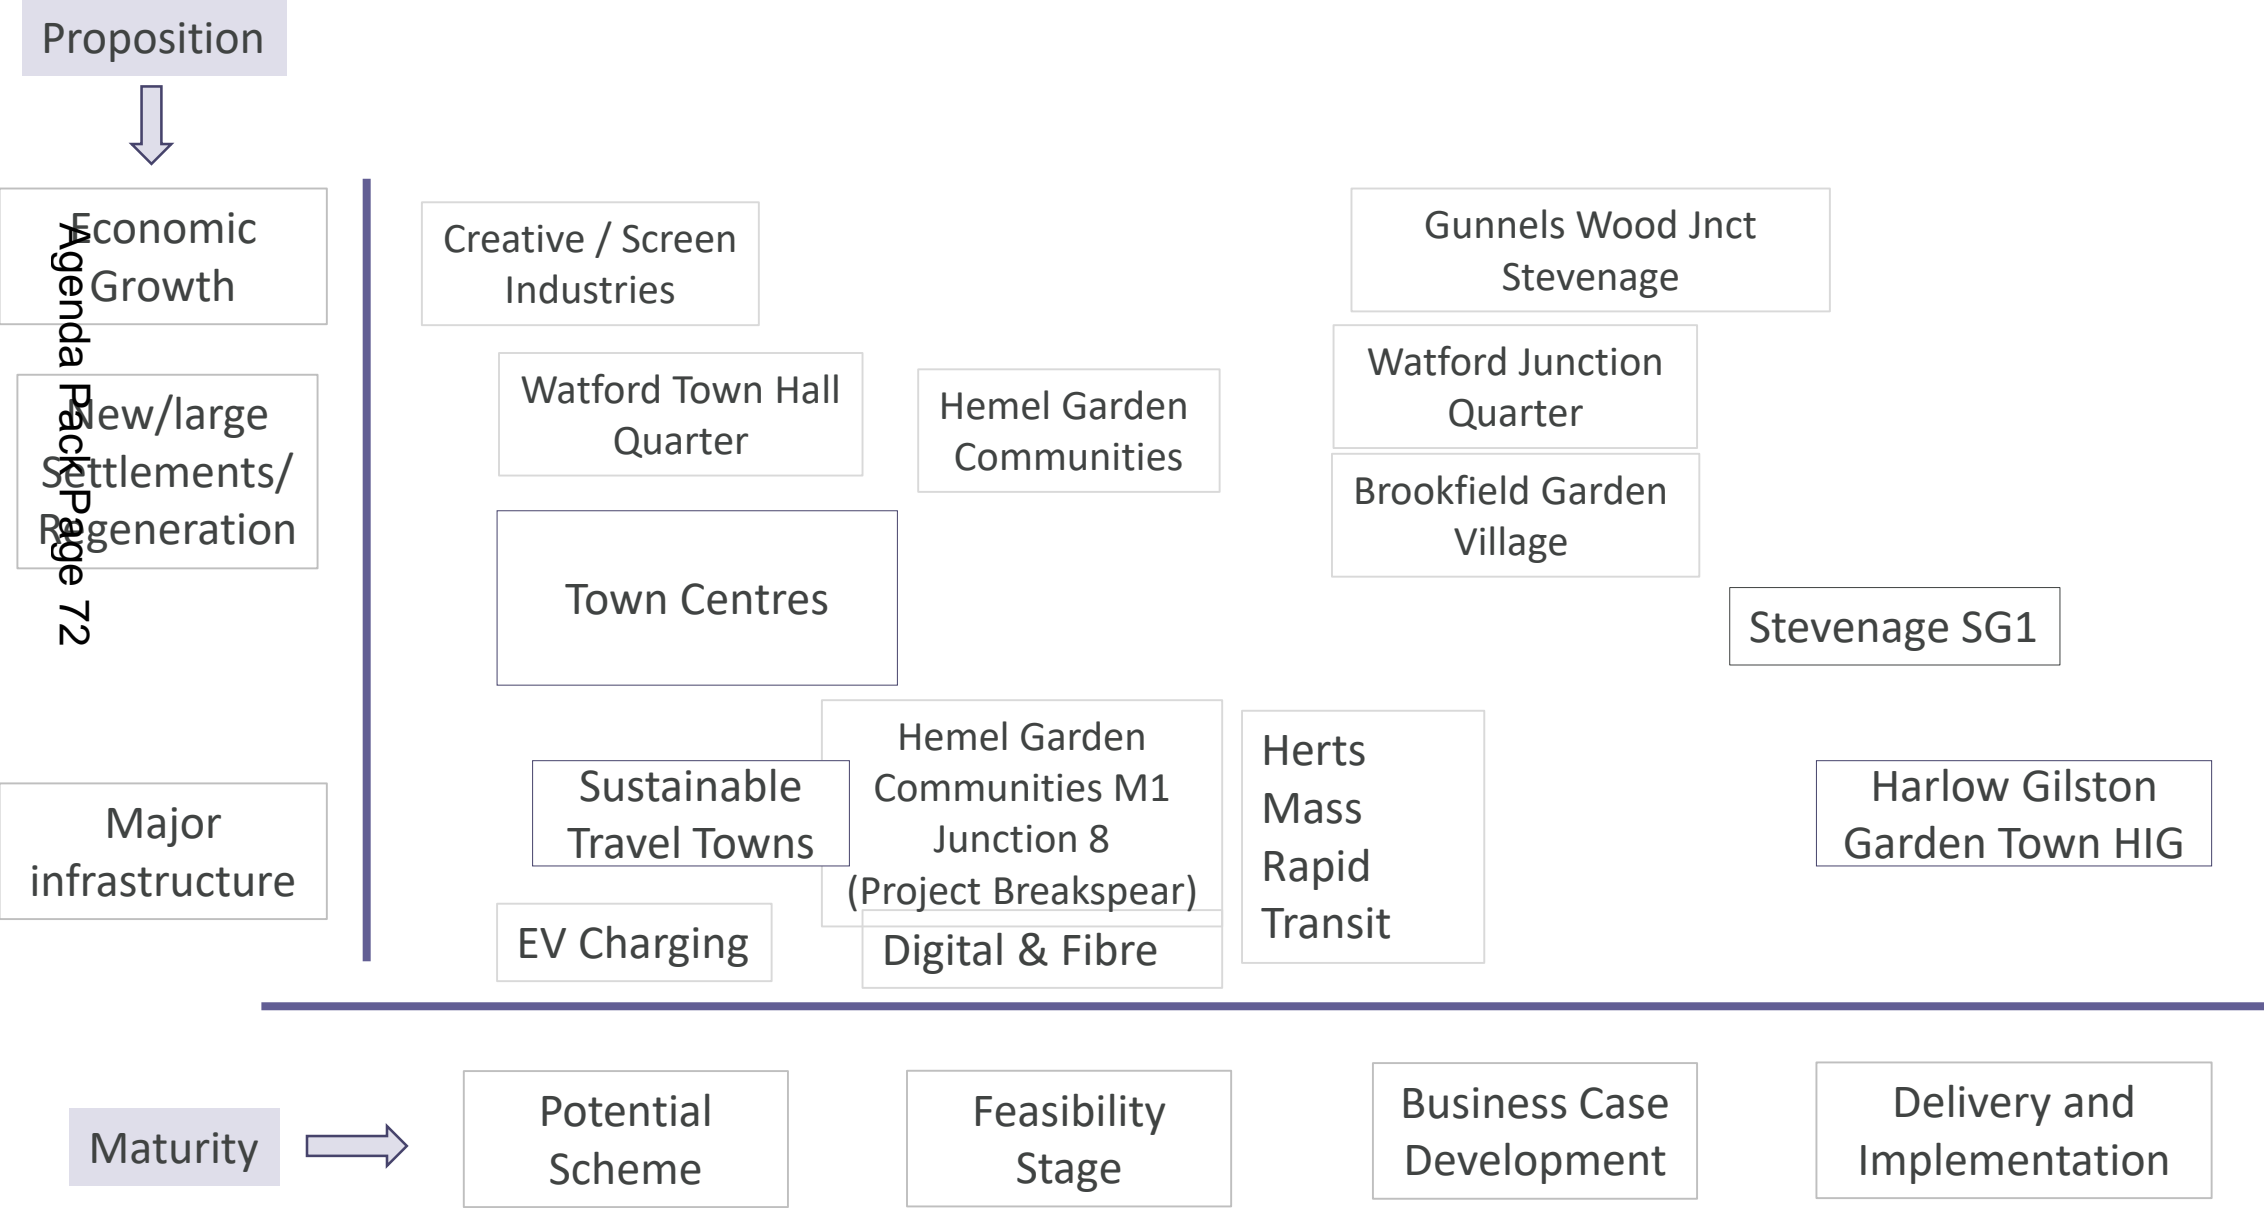 Proposition
Economic
Growth
Agenda Pack Page 72
New/large
Settlements/
Regeneration
Major
infrastructure
Creative / Screen
Industries
Gunnels Wood Jnct
Stevenage
Watford Town Hall
Quarter
Hemel Garden
Communities
Watford Junction
Quarter
Brookfield Garden
Village
Town Centres
Stevenage SG1
Sustainable
Travel Towns
Hemel Garden
Communities M1
Junction 8
(Project Breakspear)
Herts
Mass
Rapid
Transit
Harlow Gilston
Garden Town HIG
EV Charging
Digital & Fibre
Maturity
Potential
Scheme
Feasibility
Stage
Business Case
Development
Delivery and
Implementation